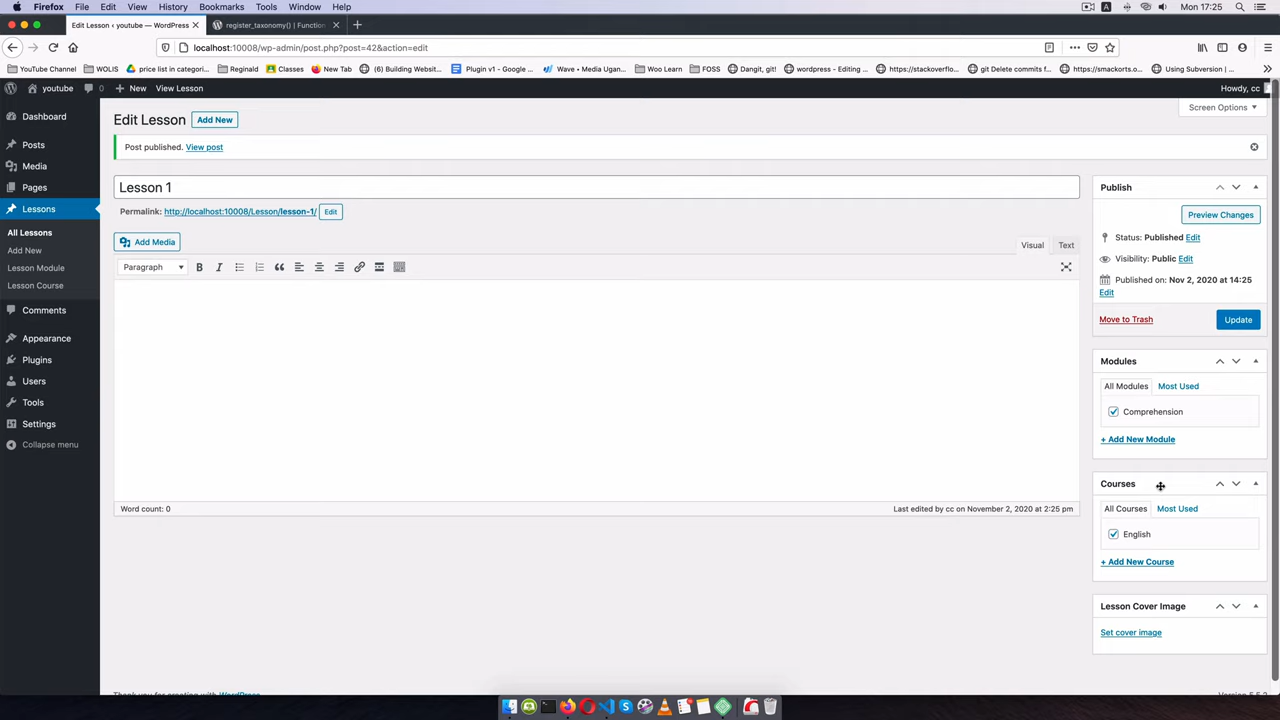 Firefox File Edit View History Bookmarks Tools Window Help
A Mon 17:25
Edit Lesson ‹ youtube — WordPress
register_taxonomy() | Function
localhost:10008/wp-admin/post.php?post=42&action=edit
YouTube Channel WOLIS price list in categori... Reginald Classes New Tab (6) Building Websit... Plugin v1 - Google ... Wave • Media Ugan... Woo Learn FOSS Dangit, git! wordpress - Editing ... https://stackoverflo... git Delete commits f... https://smackorts.o... Using Subversion | ...
youtube 0 New View Lesson
Howdy, cc
Screen Options
Edit Lesson
Add New
Post published. View post
Dashboard
Posts
Media
Pages
Lessons
All Lessons
Add New
Lesson Module
Lesson Course
Comments
Appearance
Plugins
Users
Tools
Settings
Collapse menu
Lesson 1
Permalink: http://localhost:10008/Lesson/lesson-1/ Edit
Add Media
Visual Text
Paragraph B I
Word count: 0
Last edited by cc on November 2, 2020 at 2:25 pm
Publish
Preview Changes
Status: Published Edit
Visibility: Public Edit
Published on: Nov 2, 2020 at 14:25
Edit
Move to Trash
Update
Modules
All Modules Most Used
Comprehension
+ Add New Module
Courses
All Courses Most Used
English
+ Add New Course
Lesson Cover Image
Set cover image
Thank you for creating with WordPress.